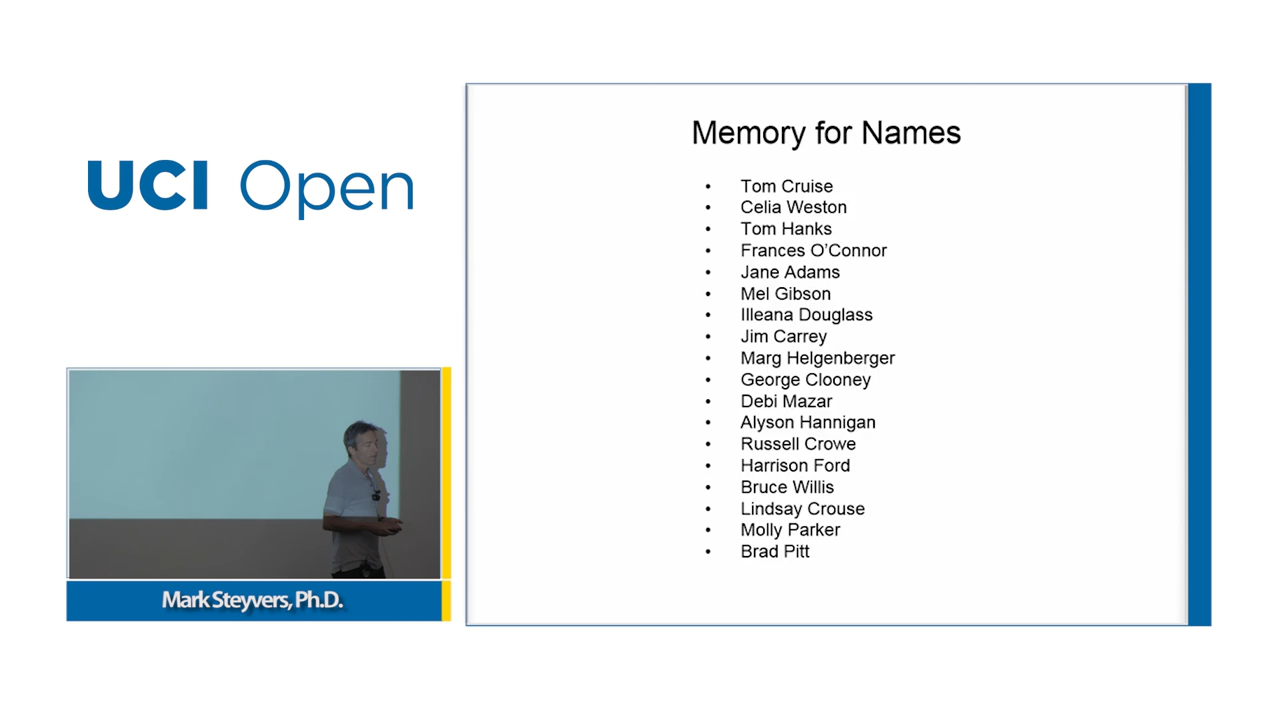 UCI Open
Memory for Names
• Tom Cruise
• Celia Weston
• Tom Hanks
• Frances O’Connor
• Jane Adams
• Mel Gibson
• Illeana Douglass
• Jim Carrey
• Marg Helgenberger
• George Clooney
• Debi Mazar
• Alyson Hannigan
• Russell Crowe
• Harrison Ford
• Bruce Willis
• Lindsay Crouse
• Molly Parker
• Brad Pitt
Mark Steyvers, Ph.D.